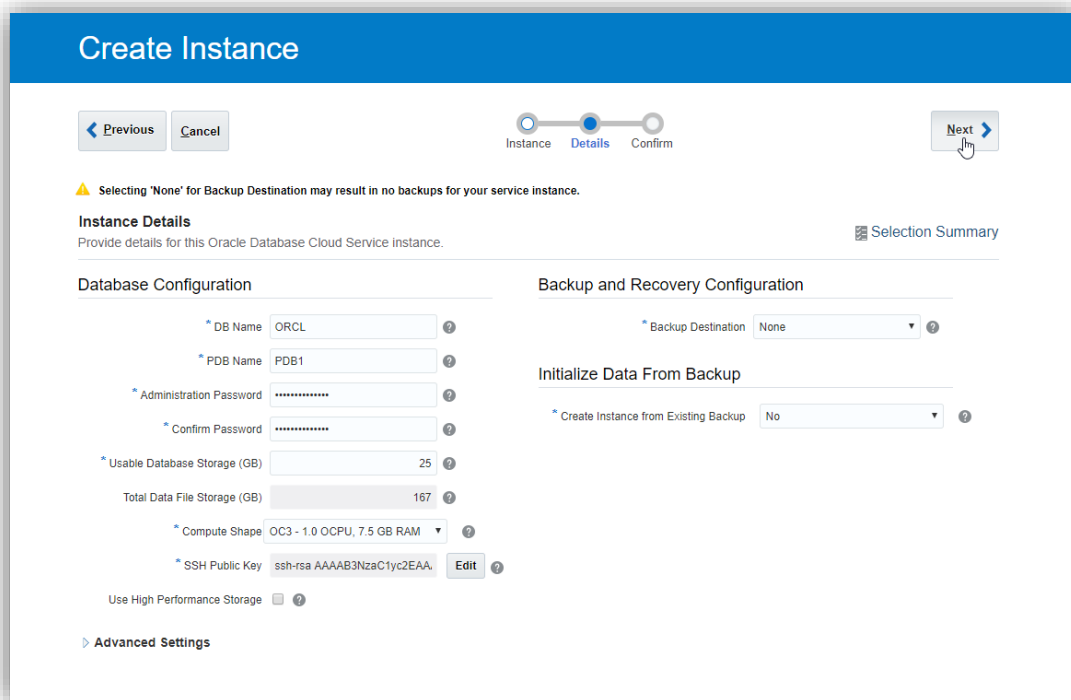 Create Instance
Previous
Cancel
Instance
Details
Confirm
Next
Selecting 'None' for Backup Destination may result in no backups for your service instance.
Instance Details
Provide details for this Oracle Database Cloud Service instance.
Selection Summary
Database Configuration
* DB Name ORCL ?
* PDB Name PDB1 ?
* Administration Password •••••••••••••• ?
* Confirm Password •••••••••••••• ?
* Usable Database Storage (GB) 25 ?
Total Data File Storage (GB) 167 ?
* Compute Shape OC3 - 1.0 OCPU, 7.5 GB RAM ?
* SSH Public Key ssh-rsa AAAAB3NzaC1yc2EAA Edit ?
Use High Performance Storage ?
Advanced Settings
Backup and Recovery Configuration
* Backup Destination None ?
Initialize Data From Backup
* Create Instance from Existing Backup No ?